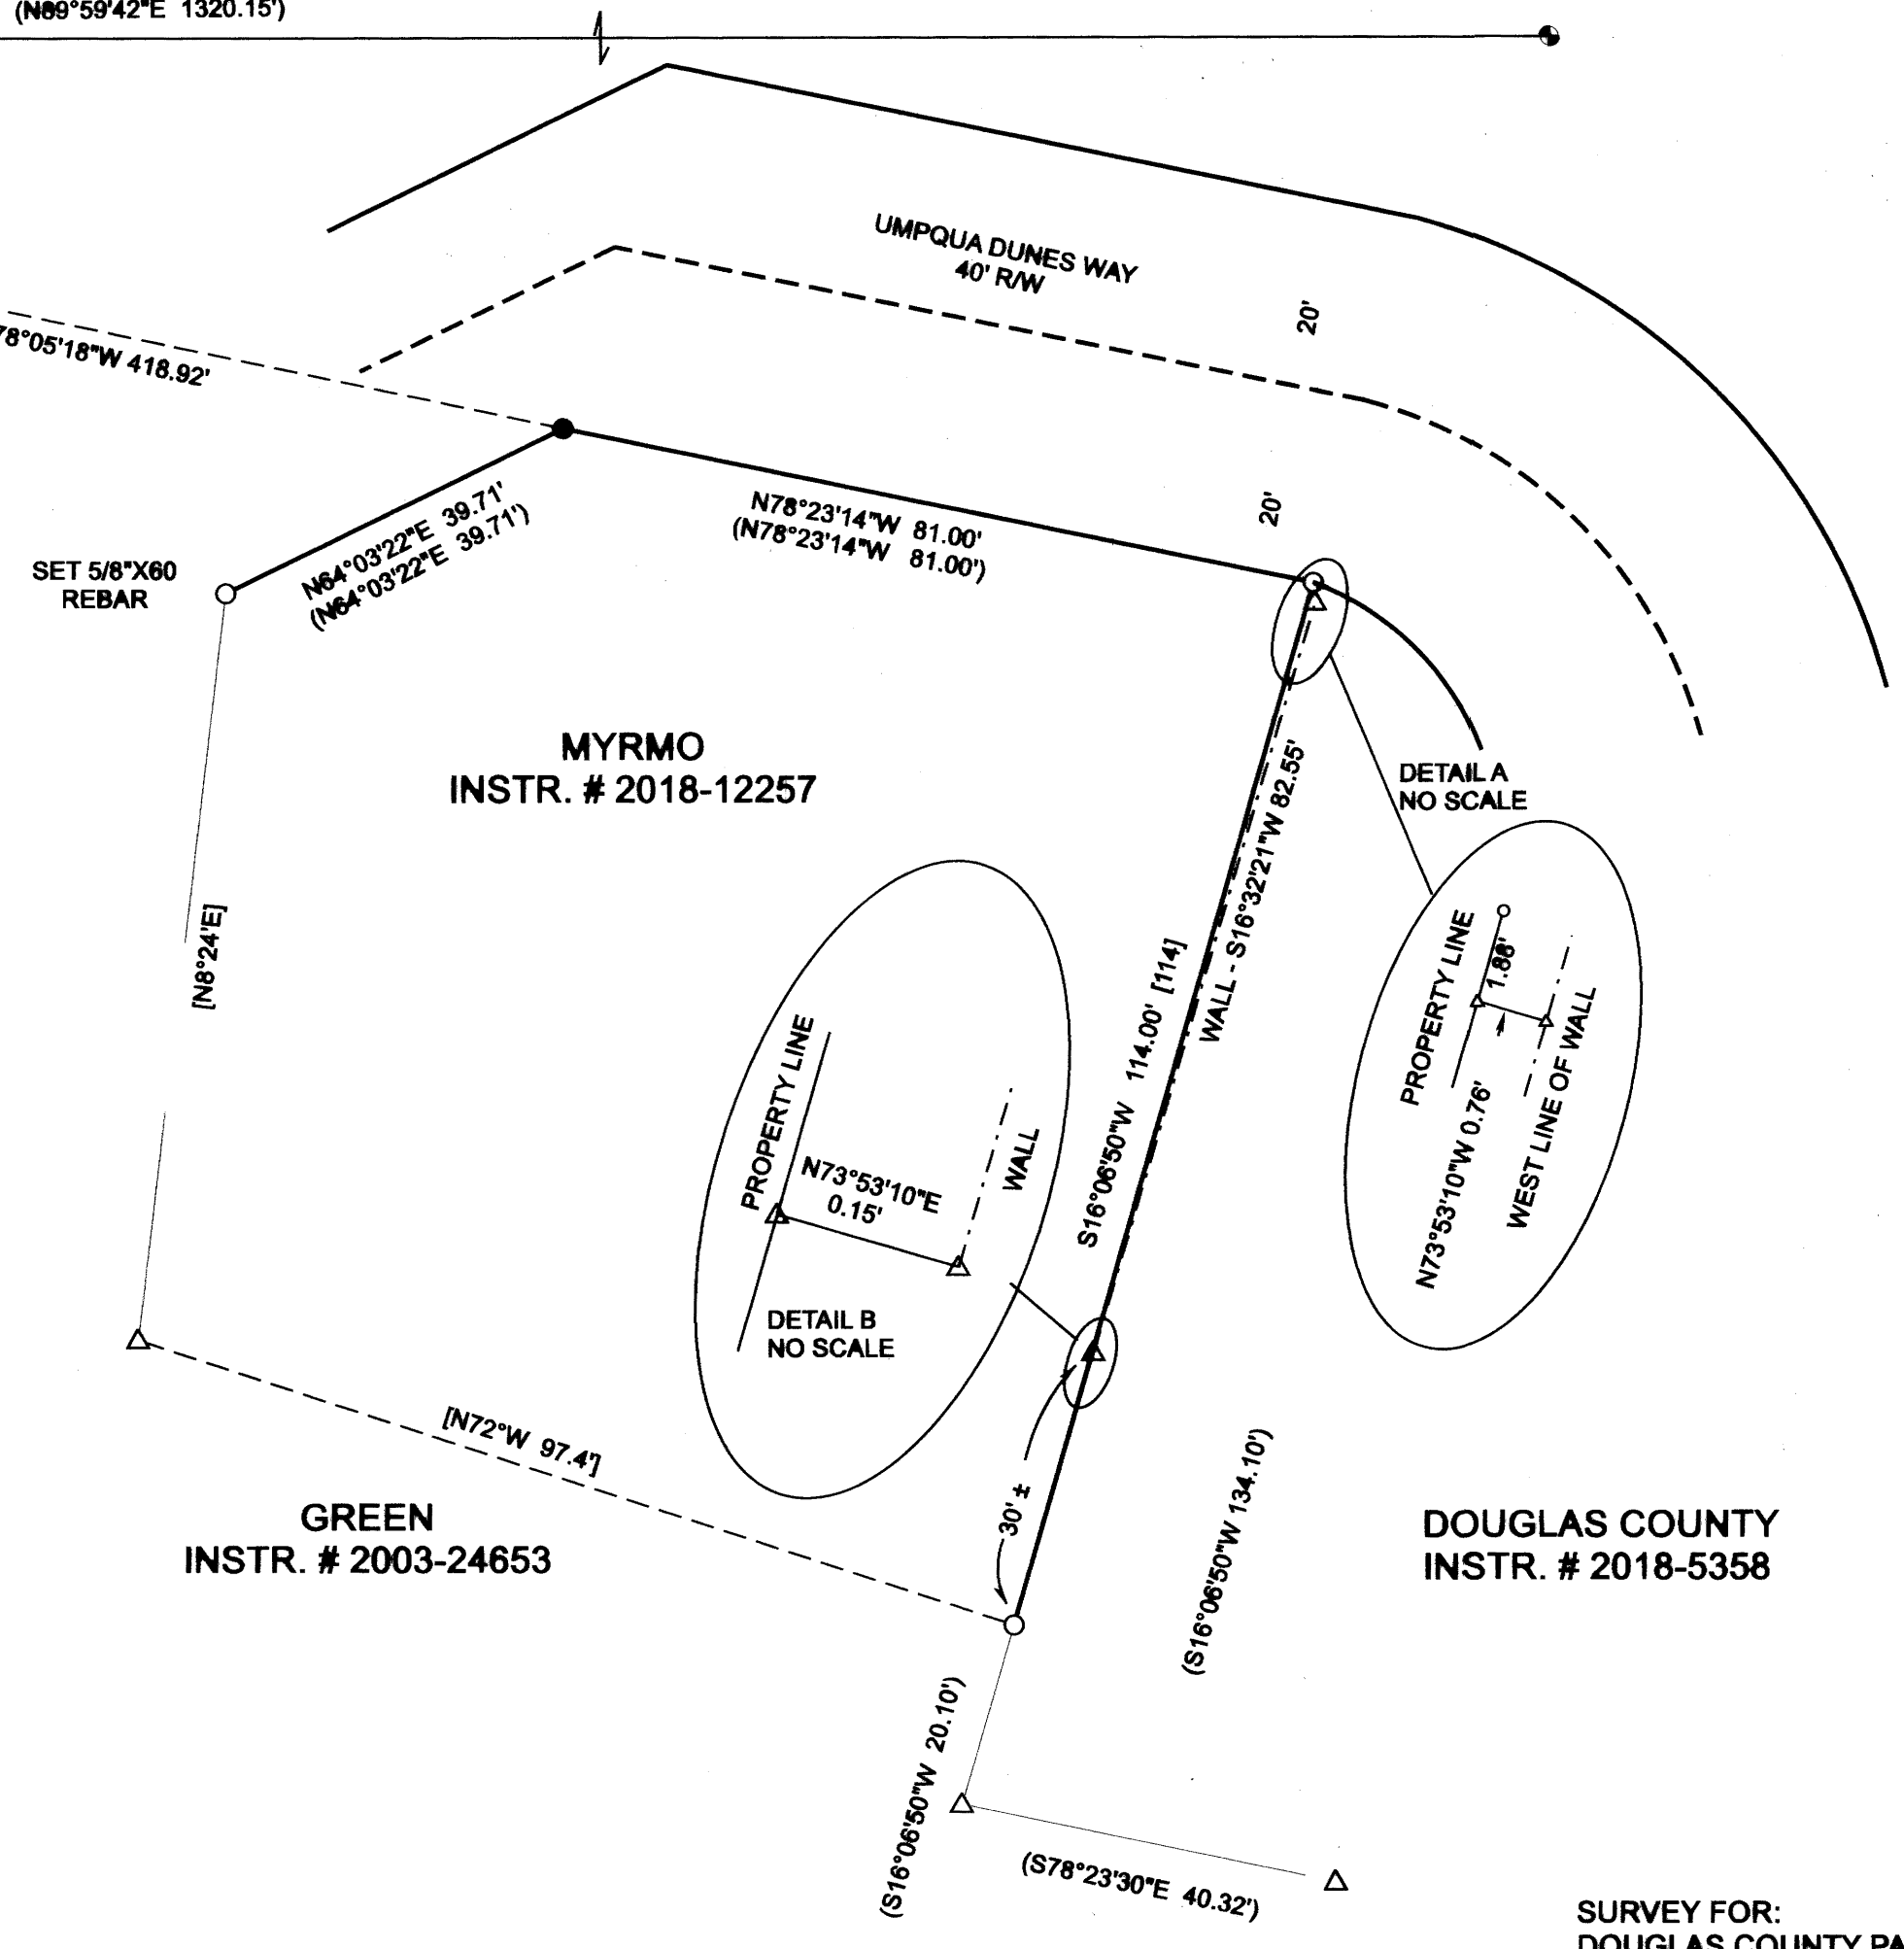 (N89°59'42"E 1320.15')
UMPQUA DUNES WAY
40' R/W
20'
78°05'18"W 418.92'
20'
N78°23'14"W 81.00'
(N78°23'14"W 81.00')
N64°03'22"E 39.71'
(N64°03'22"E 39.71')
SET 5/8"X60
REBAR
MYRMO
INSTR. # 2018-12257
DETAIL A
NO SCALE
WALL - S16°32'21"W 82.55'
S16°06'50"W 114.00' [114]
[N8°24'E]
PROPERTY LINE
1.88'
N73°53'10"W 0.76'
WEST LINE OF WALL
PROPERTY LINE
N73°53'10"E
0.15'
WALL
DETAIL B
NO SCALE
[N72°W 97.4']
30' ±
(S16°06'50"W 134.10')
GREEN
INSTR. # 2003-24653
DOUGLAS COUNTY
INSTR. # 2018-5358
(S16°06'50"W 20.10')
(S78°23'30"E 40.32')
SURVEY FOR:
DOUGLAS COUNTY PA